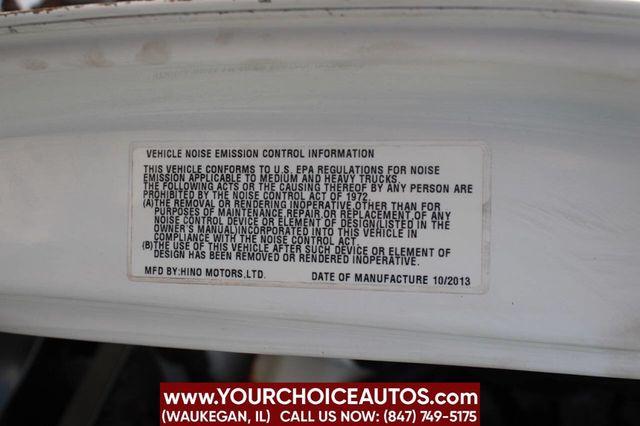 VEHICLE NOISE EMISSION CONTROL INFORMATION
THIS VEHICLE CONFORMS TO U.S. EPA REGULATIONS FOR NOISE
EMISSION APPLICABLE TO MEDIUM AND HEAVY TRUCKS.
THE FOLLOWING ACTS OR THE CAUSING THEREOF BY ANY PERSON ARE
PROHIBITED BY THE NOISE CONTROL ACT OF 1972.
(A)THE REMOVAL OR RENDERING INOPERATIVE,OTHER THAN FOR
PURPOSES OF MAINTENANCE,REPAIR,OR REPLACEMENT,OF ANY
NOISE CONTROL DEVICE OR ELEMENT OF DESIGN(LISTED IN THE
OWNER'S MANUAL)INCORPORATED INTO THIS VEHICLE IN
COMPLIANCE WITH THE NOISE CONTROL ACT.
(B)THE USE OF THIS VEHICLE AFTER SUCH DEVICE OR ELEMENT OF
DESIGN HAS BEEN REMOVED OR RENDERED INOPERATIVE.
MFD BY:HINO MOTORS,LTD. DATE OF MANUFACTURE 10/2013
WWW.YOURCHOICEAUTOS.COM
(WAUKEGAN, IL) CALL US NOW: (847) 749-5175